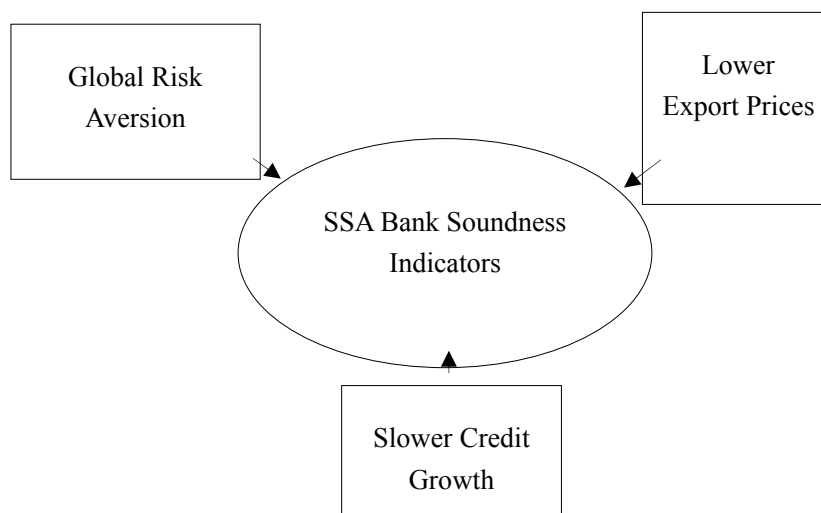 Global Risk
Aversion
Lower
Export Prices
SSA Bank Soundness
Indicators
Slower Credit
Growth